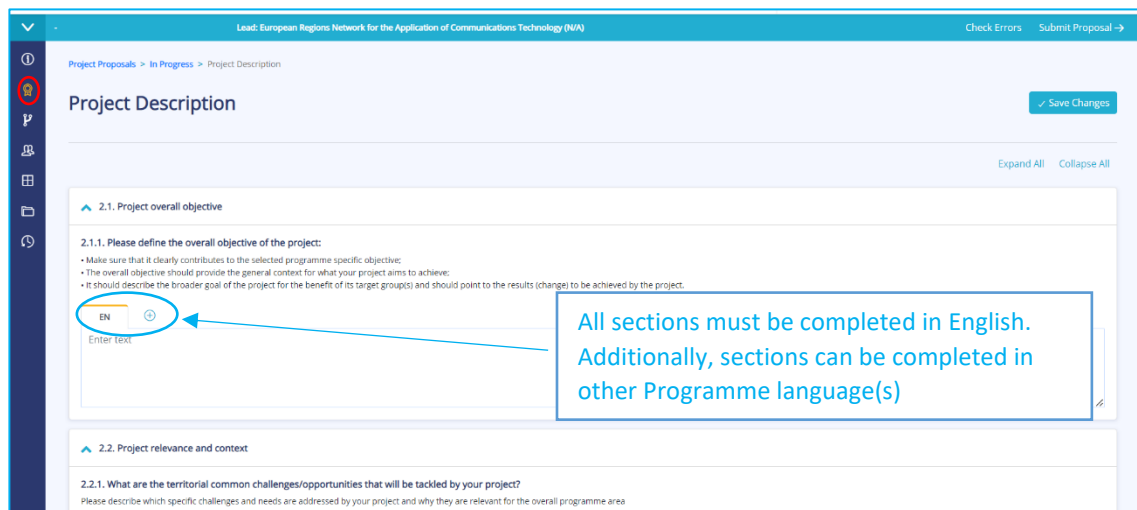 - Lead: European Regions Network for the Application of Communications Technology (N/A) Check Errors Submit Proposal →
Project Proposals > In Progress > Project Description
Project Description
✓ Save Changes
Expand All Collapse All
2.1. Project overall objective
2.1.1. Please define the overall objective of the project:
• Make sure that it clearly contributes to the selected programme specific objective;
• The overall objective should provide the general context for what your project aims to achieve;
• It should describe the broader goal of the project for the benefit of its target group(s) and should point to the results (change) to be achieved by the project.
EN
Enter text
All sections must be completed in English.
Additionally, sections can be completed in
other Programme language(s)
2.2. Project relevance and context
2.2.1. What are the territorial common challenges/opportunities that will be tackled by your project?
Please describe which specific challenges and needs are addressed by your project and why they are relevant for the overall programme area